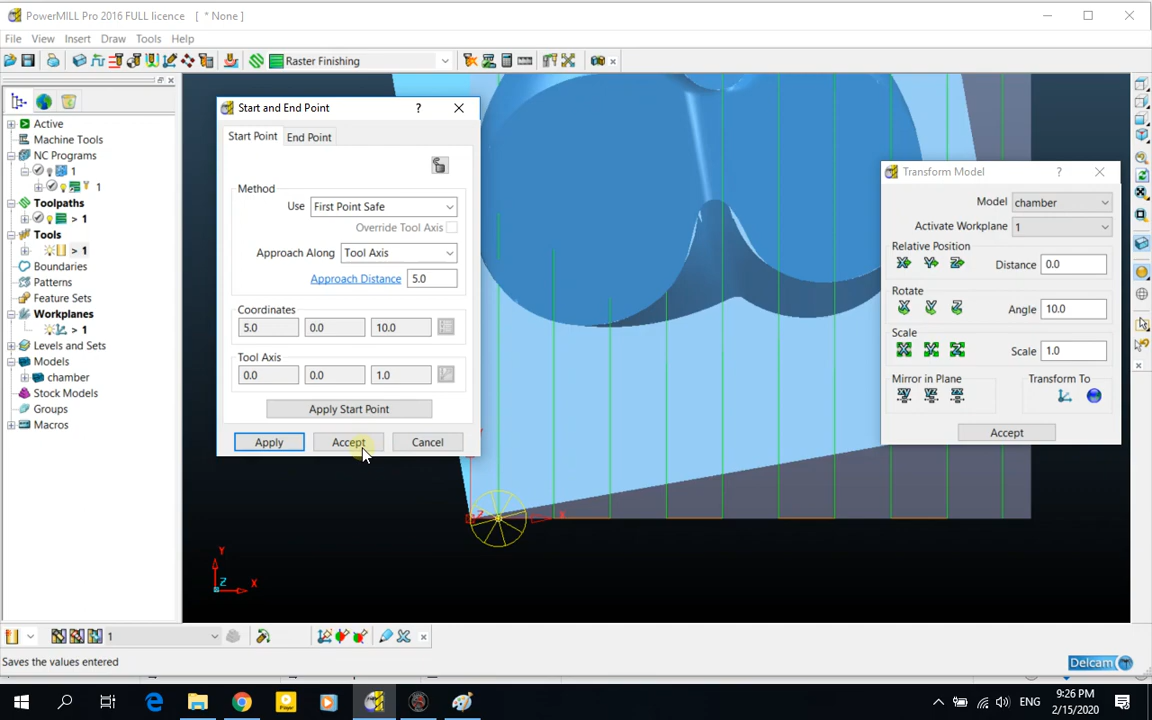 PowerMILL Pro 2016 FULL licence    [ * None ]
File View Insert Draw Tools Help
Raster Finishing
Active
Machine Tools
NC Programs
1
1
Toolpaths
> 1
Tools
> 1
Boundaries
Patterns
Feature Sets
Workplanes
> 1
Levels and Sets
Models
chamber
Stock Models
Groups
Macros
Start and End Point ?
Start Point End Point
Method
Use First Point Safe
Override Tool Axis
Approach Along Tool Axis
Approach Distance 5.0
Coordinates
5.0 0.0 10.0
Tool Axis
0.0 0.0 1.0
Apply Start Point
Apply Accept Cancel
Transform Model ?
Model chamber
Activate Workplane 1
Relative Position
Distance 0.0
Rotate
Angle 10.0
Scale
Scale 1.0
Mirror in Plane Transform To
Accept
Z X
Y
Z X
1
Saves the values entered
Delcam
ENG
9:26 PM
2/15/2020